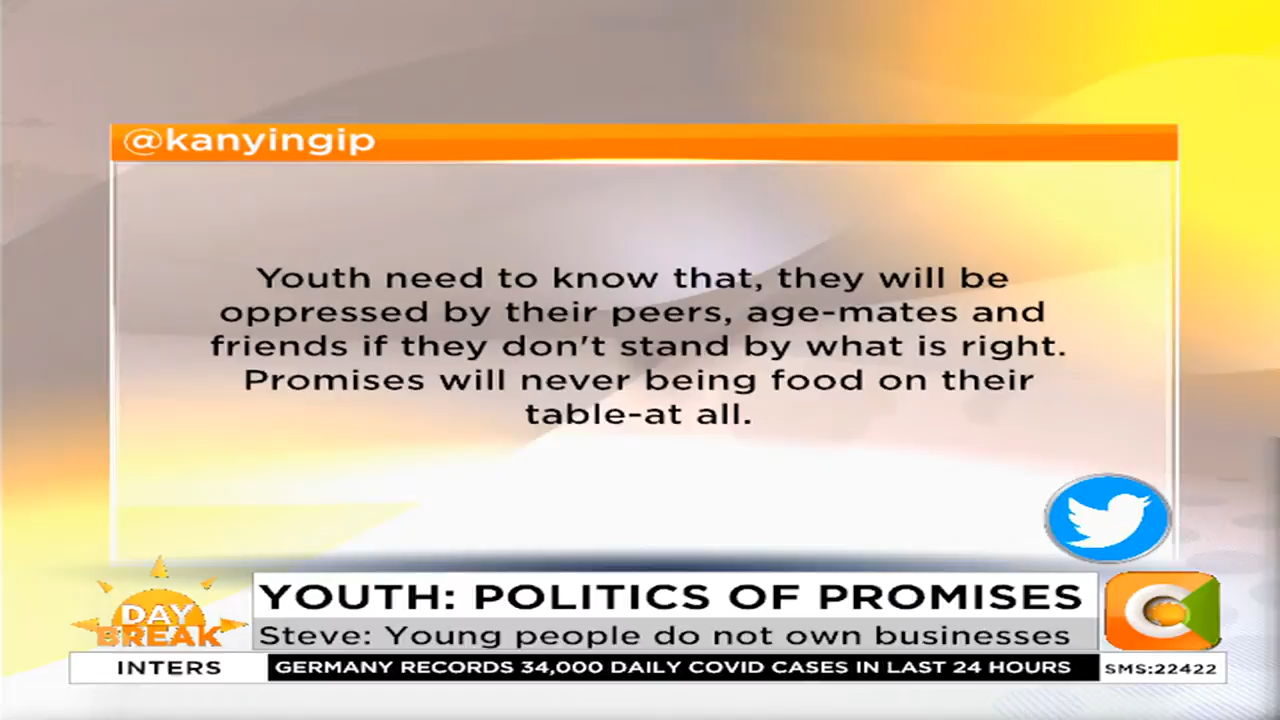 @kanyingip
Youth need to know that, they will be
oppressed by their peers, age-mates and
friends if they don't stand by what is right.
Promises will never being food on their
table-at all.
DAY
BREAK
YOUTH: POLITICS OF PROMISES
Steve: Young people do not own businesses
INTERS
GERMANY RECORDS 34,000 DAILY COVID CASES IN LAST 24 HOURS
SMS:22422